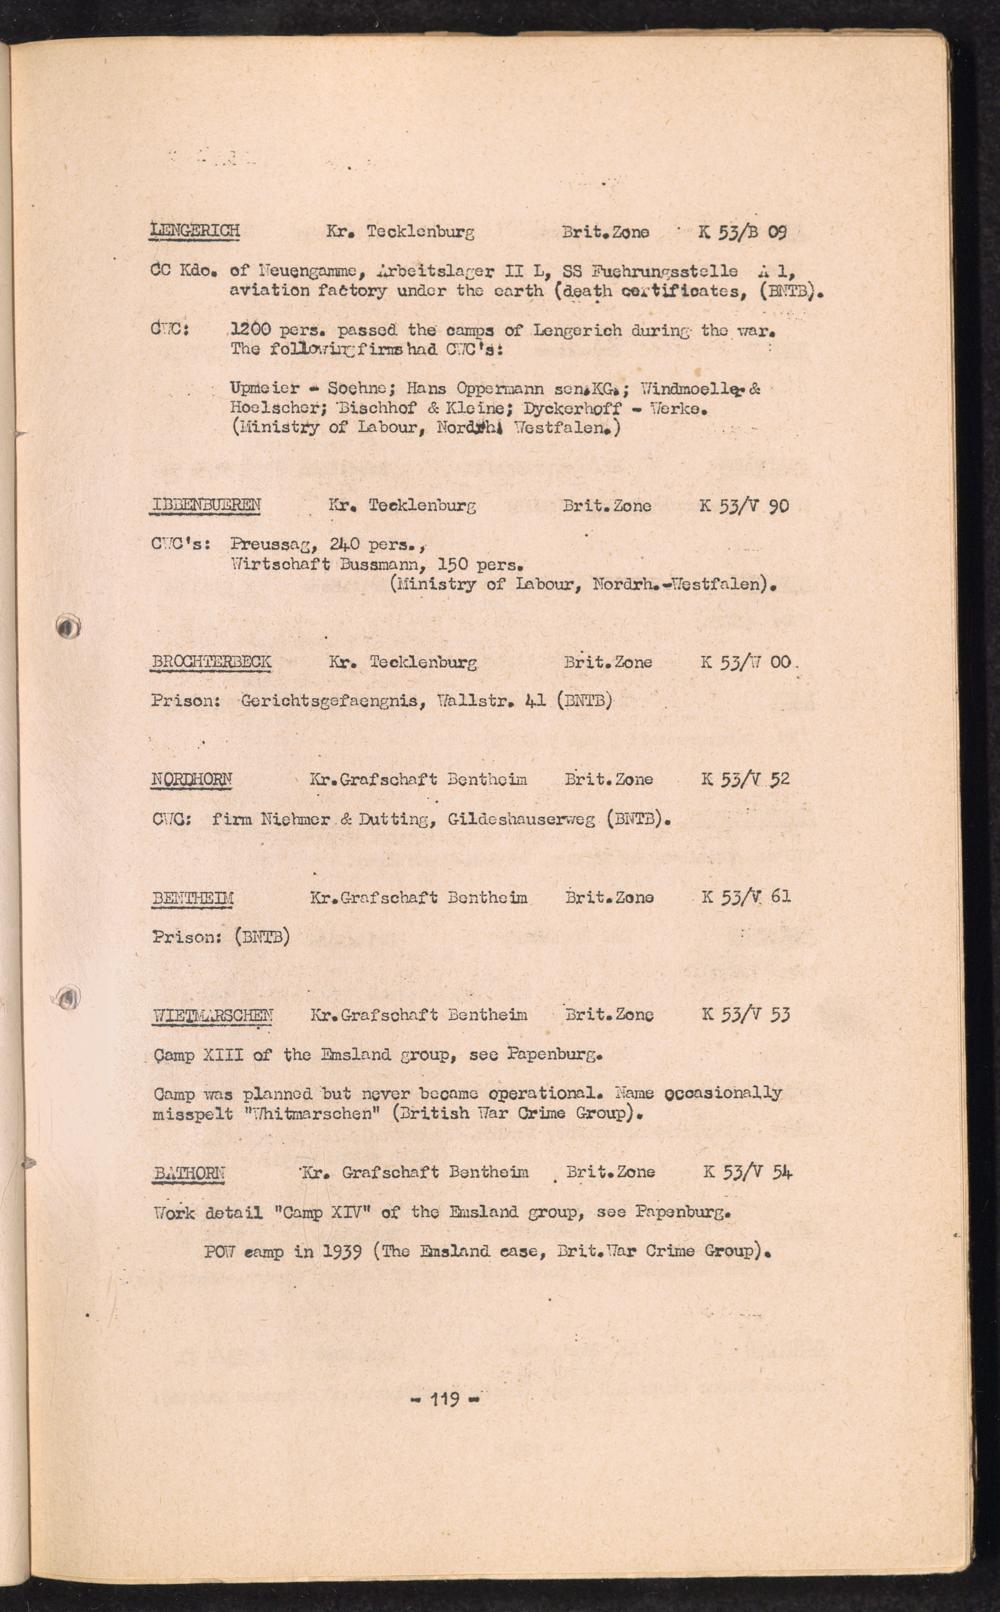 LENGERICH Kr. Tecklenburg Brit.Zone K 53/B 09
CC Kdo. of Neuengamme, Arbeitslager II L, SS Fuehrungsstelle A 1,
aviation factory under the earth (death certificates, (BNTB).
CWC: 1200 pers. passed the camps of Lengerich during the war.
The following firms had CWC's:
Upmeier - Soehne; Hans Oppermann sen.KG.; Windmoeller &
Hoelscher; Bischhof & Kleine; Dyckerhoff - Werke.
(Ministry of Labour, Nordrh. Westfalen.)
IBBENBUEREN Kr. Tecklenburg Brit.Zone K 53/V 90
CWC's: Preussag, 240 pers.,
Wirtschaft Bussmann, 150 pers.
(Ministry of Labour, Nordrh.-Westfalen).
BROCHTERBECK Kr. Tecklenburg Brit.Zone K 53/W 00.
Prison: Gerichtsgefaengnis, Wallstr. 41 (BNTB)
NORDHORN Kr.Grafschaft Bentheim Brit.Zone K 53/V 52
CWC: firm Niehmer & Dutting, Gildeshauserweg (BNTB).
BENTHEIM Kr.Grafschaft Bentheim Brit.Zone K 53/V 61
Prison: (BNTB)
WIETMARSCHEN Kr.Grafschaft Bentheim Brit.Zone K 53/V 53
Camp XIII of the Emsland group, see Papenburg.
Camp was planned but never became operational. Name occasionally
misspelt "Whitmarschen" (British War Crime Group).
BATHORN Kr. Grafschaft Bentheim Brit.Zone K 53/V 54
Work detail "Camp XIV" of the Emsland group, see Papenburg.
POW camp in 1939 (The Emsland case, Brit.War Crime Group).
- 119 -